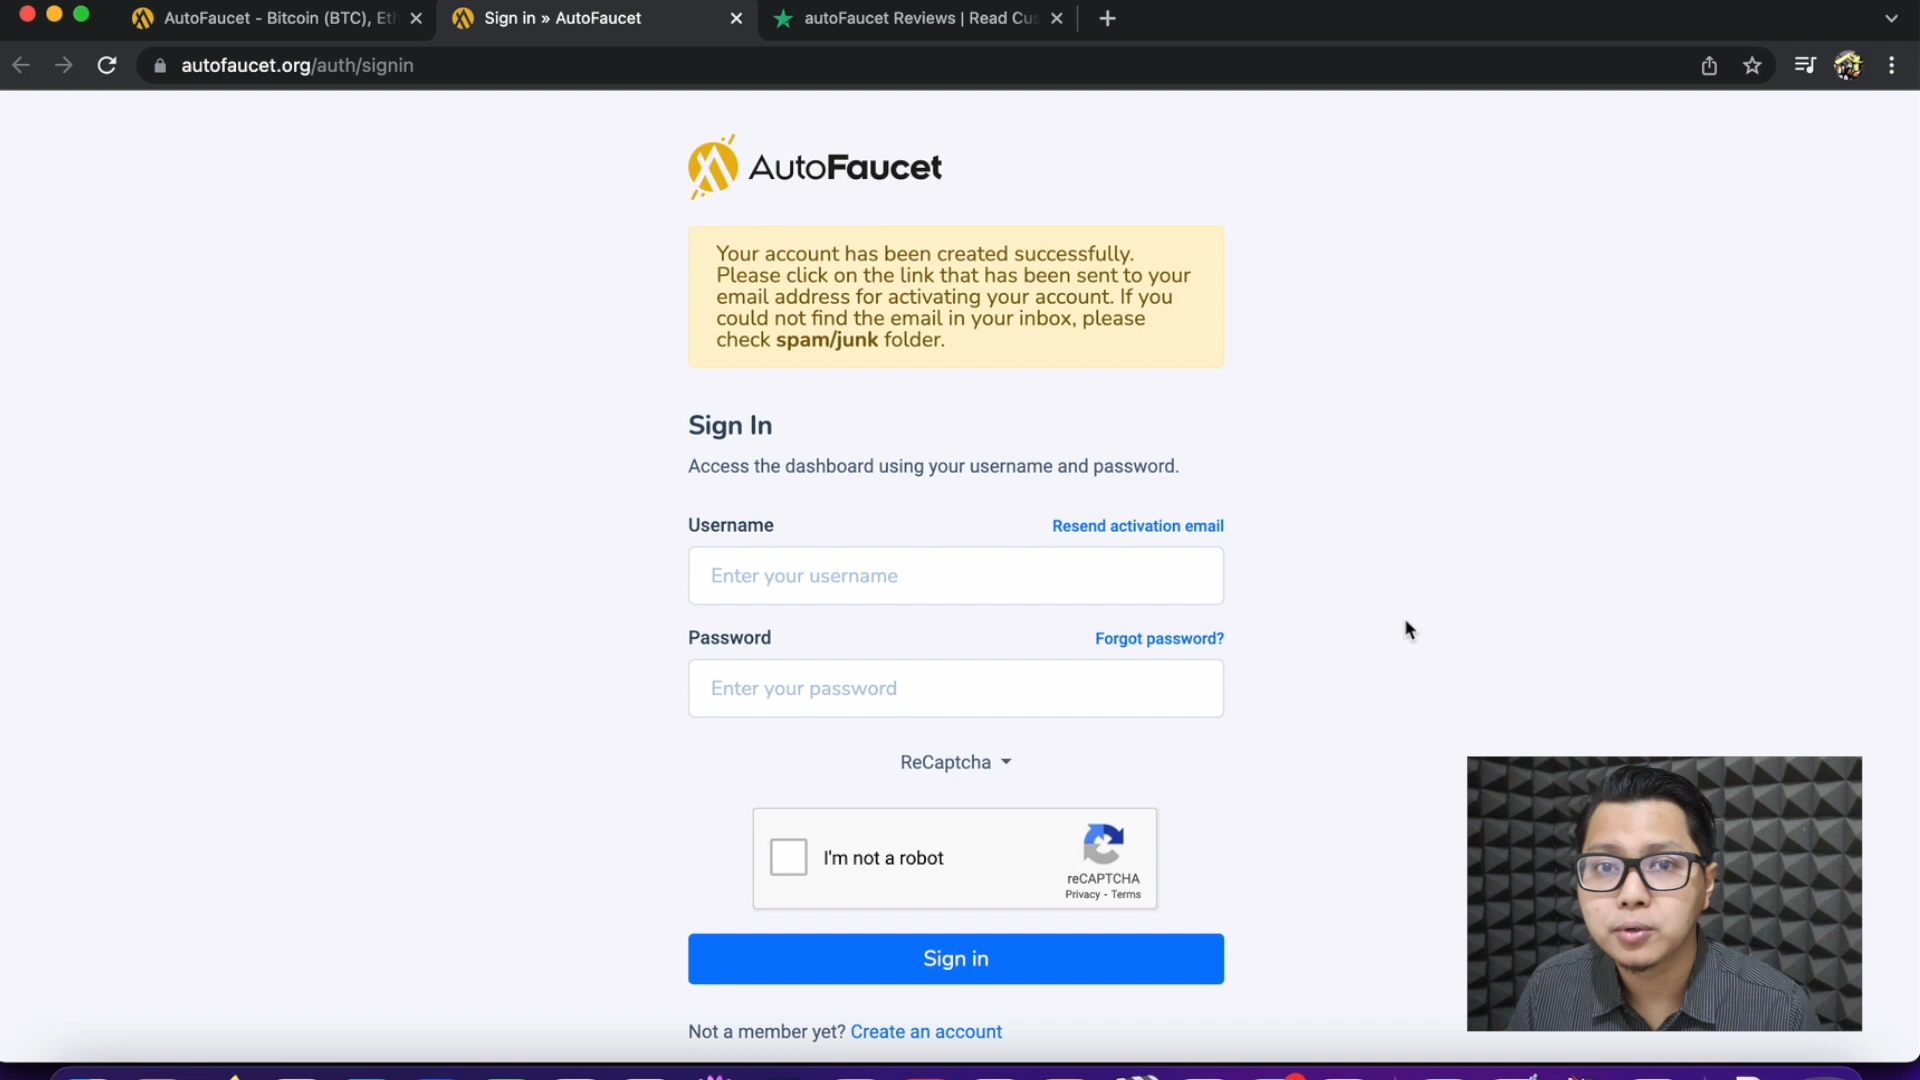 AutoFaucet - Bitcoin (BTC), Eth
Sign in » AutoFaucet
autoFaucet Reviews | Read Cus
autofaucet.org/auth/signin
AutoFaucet
Your account has been created successfully.
Please click on the link that has been sent to your
email address for activating your account. If you
could not find the email in your inbox, please
check spam/junk folder.
Sign In
Access the dashboard using your username and password.
Username
Resend activation email
Enter your username
Password
Forgot password?
Enter your password
ReCaptcha
I'm not a robot
reCAPTCHA
Privacy - Terms
Sign in
Not a member yet? Create an account